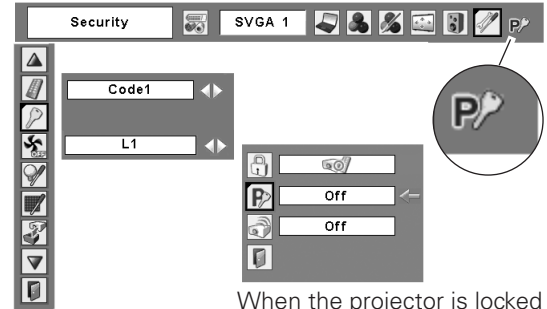 Security
SVGA 1
P
Code1
L1
P
P
Off
Off
When the projector is locked